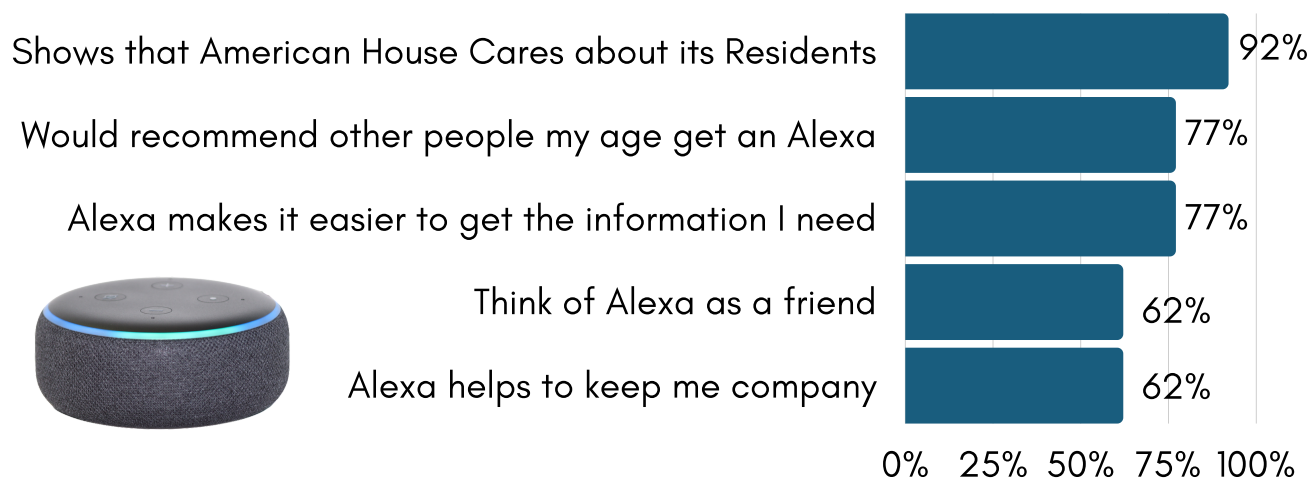 Shows that American House Cares about its Residents 92%
Would recommend other people my age get an Alexa 77%
Alexa makes it easier to get the information I need 77%
Think of Alexa as a friend 62%
Alexa helps to keep me company 62%
0% 25% 50% 75% 100%